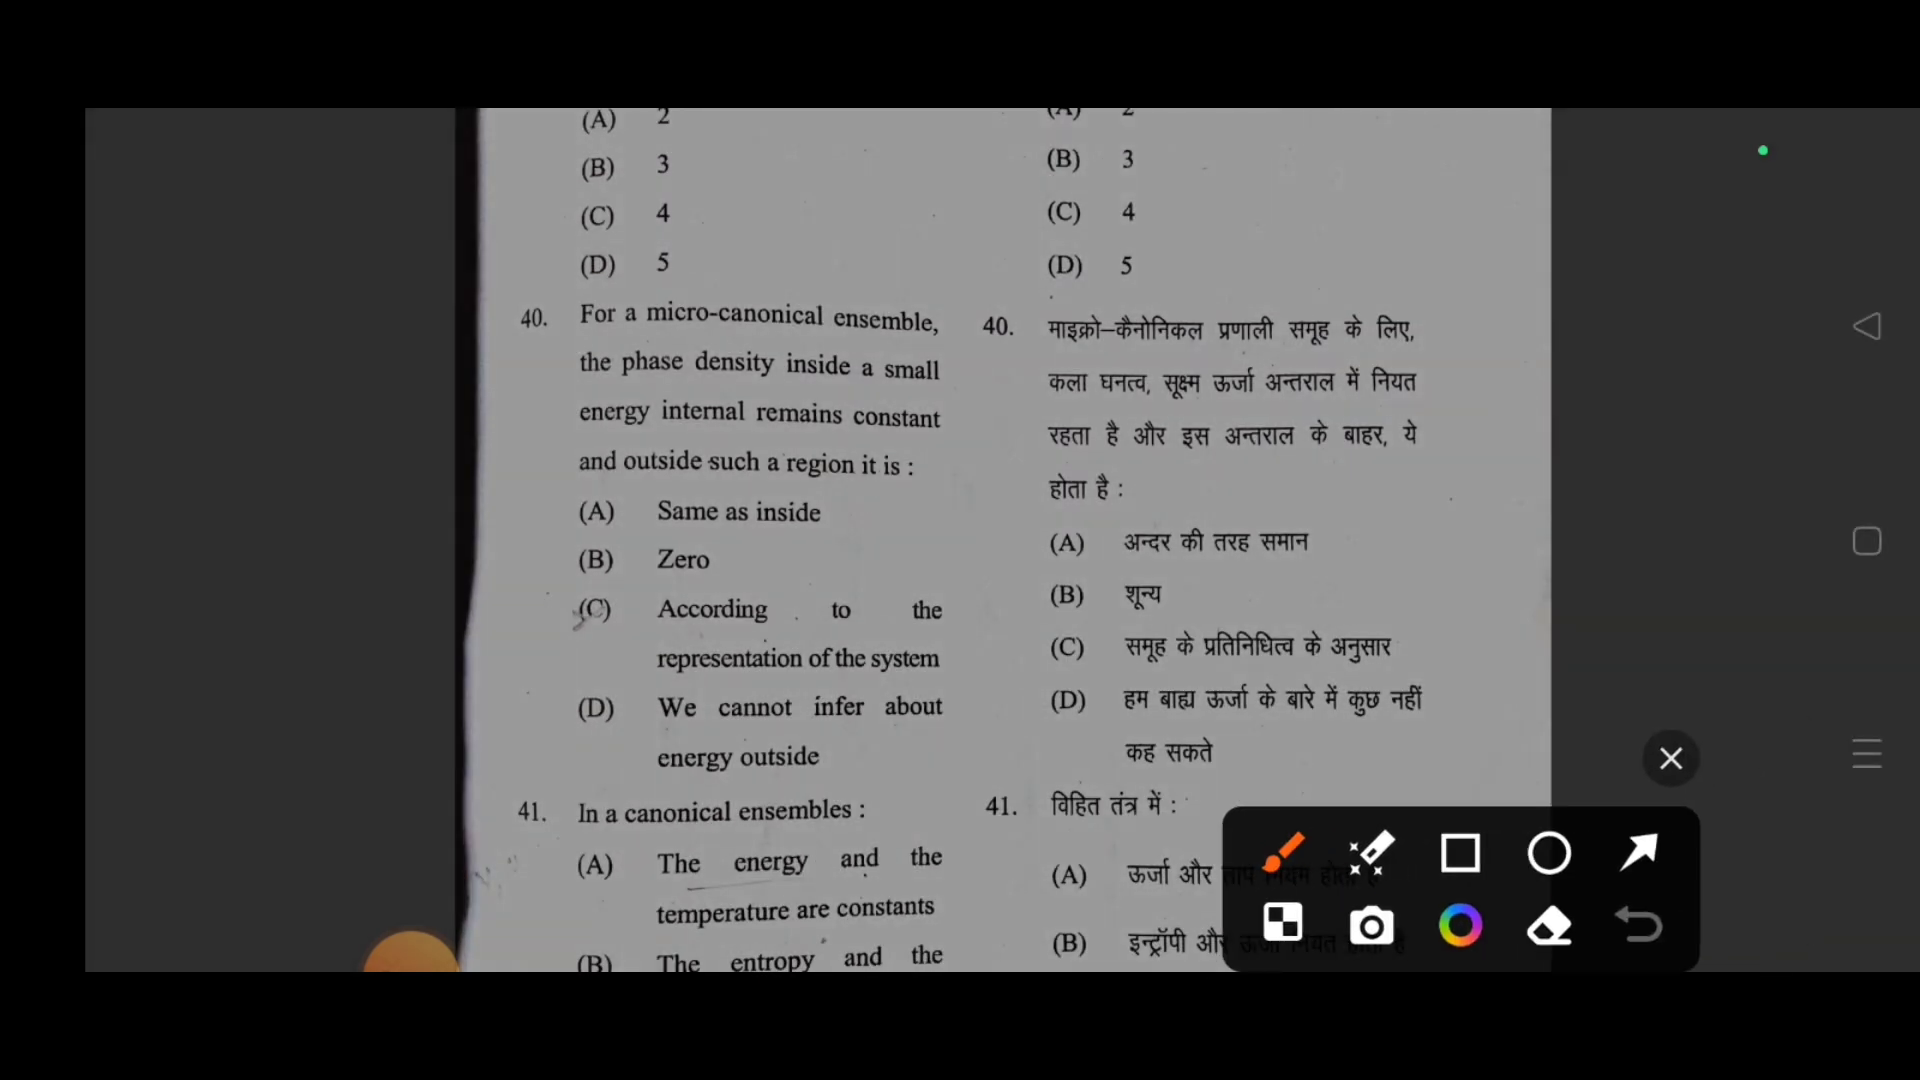 (A) 2
(B) 3
(C) 4
(D) 5
40. For a micro-canonical ensemble,
the phase density inside a small
energy internal remains constant
and outside such a region it is :
(A) Same as inside
(B) Zero
(C) According to the
representation of the system
(D) We cannot infer about
energy outside
41. In a canonical ensembles :
(A) The energy and the
temperature are constants
(B) The entropy and the
(A) 2
(B) 3
(C) 4
(D) 5
40. माइक्रो–कैनोनिकल प्रणाली समूह के लिए,
कला घनत्व, सूक्ष्म ऊर्जा अन्तराल में नियत
रहता है और इस अन्तराल के बाहर, ये
होता है :
(A) अन्दर की तरह समान
(B) शून्य
(C) समूह के प्रतिनिधित्व के अनुसार
(D) हम बाह्य ऊर्जा के बारे में कुछ नहीं
कह सकते
41. विहित तंत्र में :
(A) ऊर्जा और
(B) इन्ट्रॉपी और ऊर्जा नियत